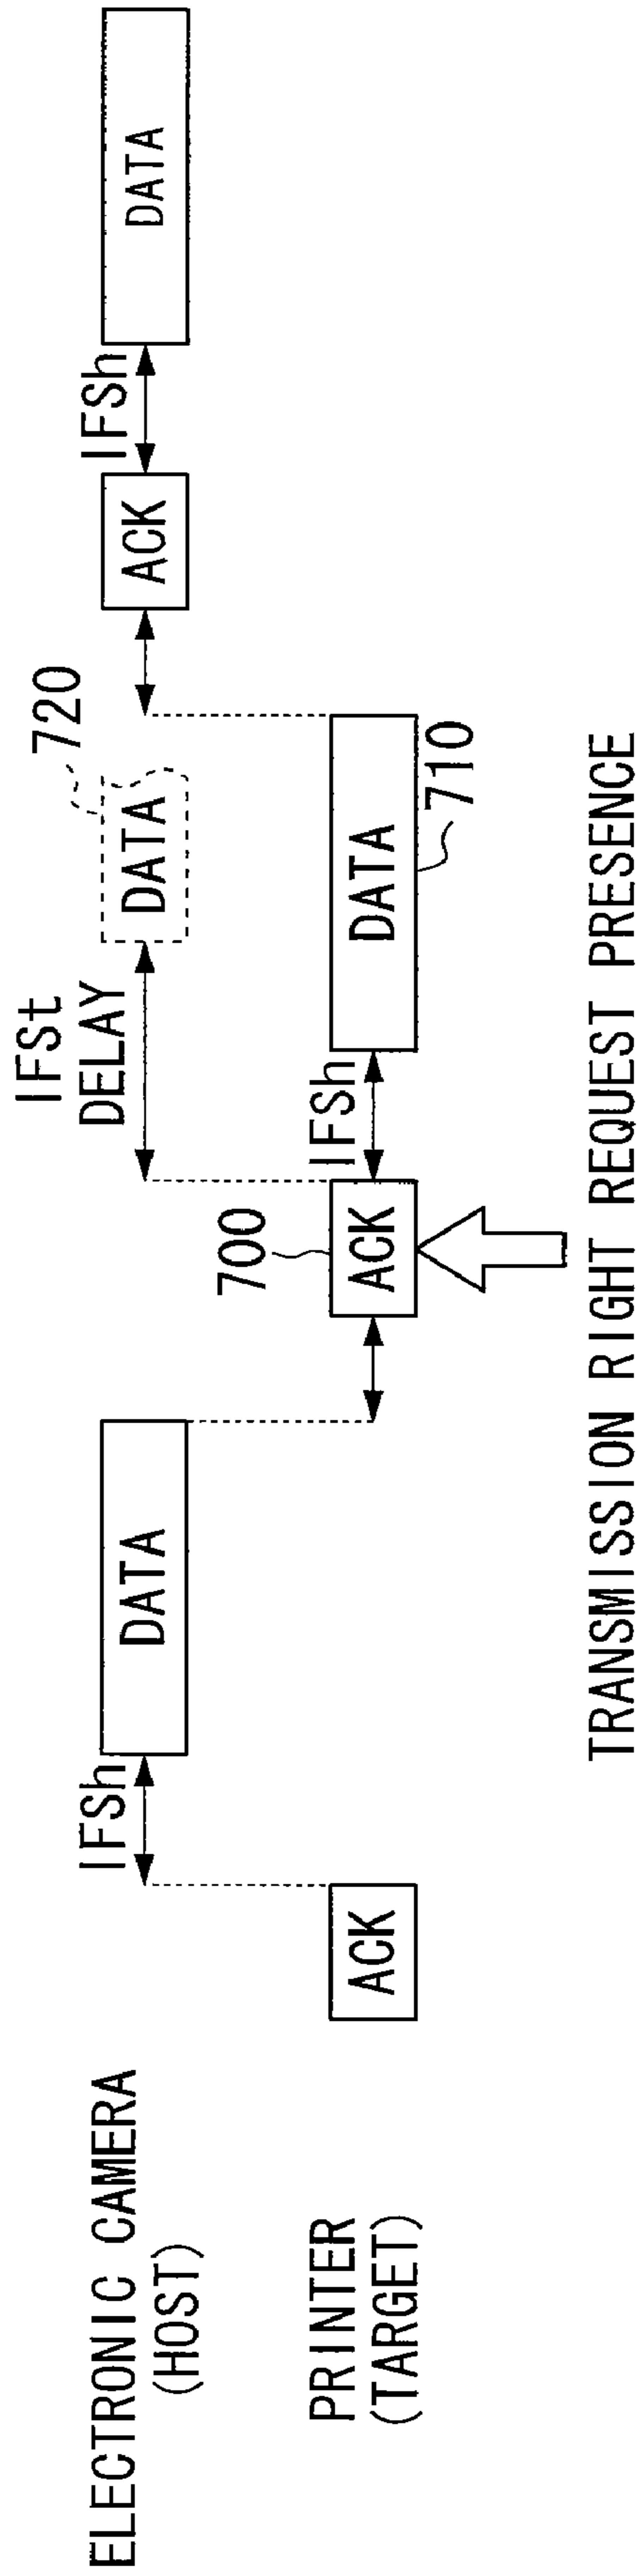 ELECTRONIC CAMERA
(HOST)
IFSh
DATA
IFSt
DELAY
DATA
720
ACK
IFSh
DATA
PRINTER
(TARGET)
ACK
700
ACK
IFSh
DATA
710
TRANSMISSION RIGHT REQUEST PRESENCE